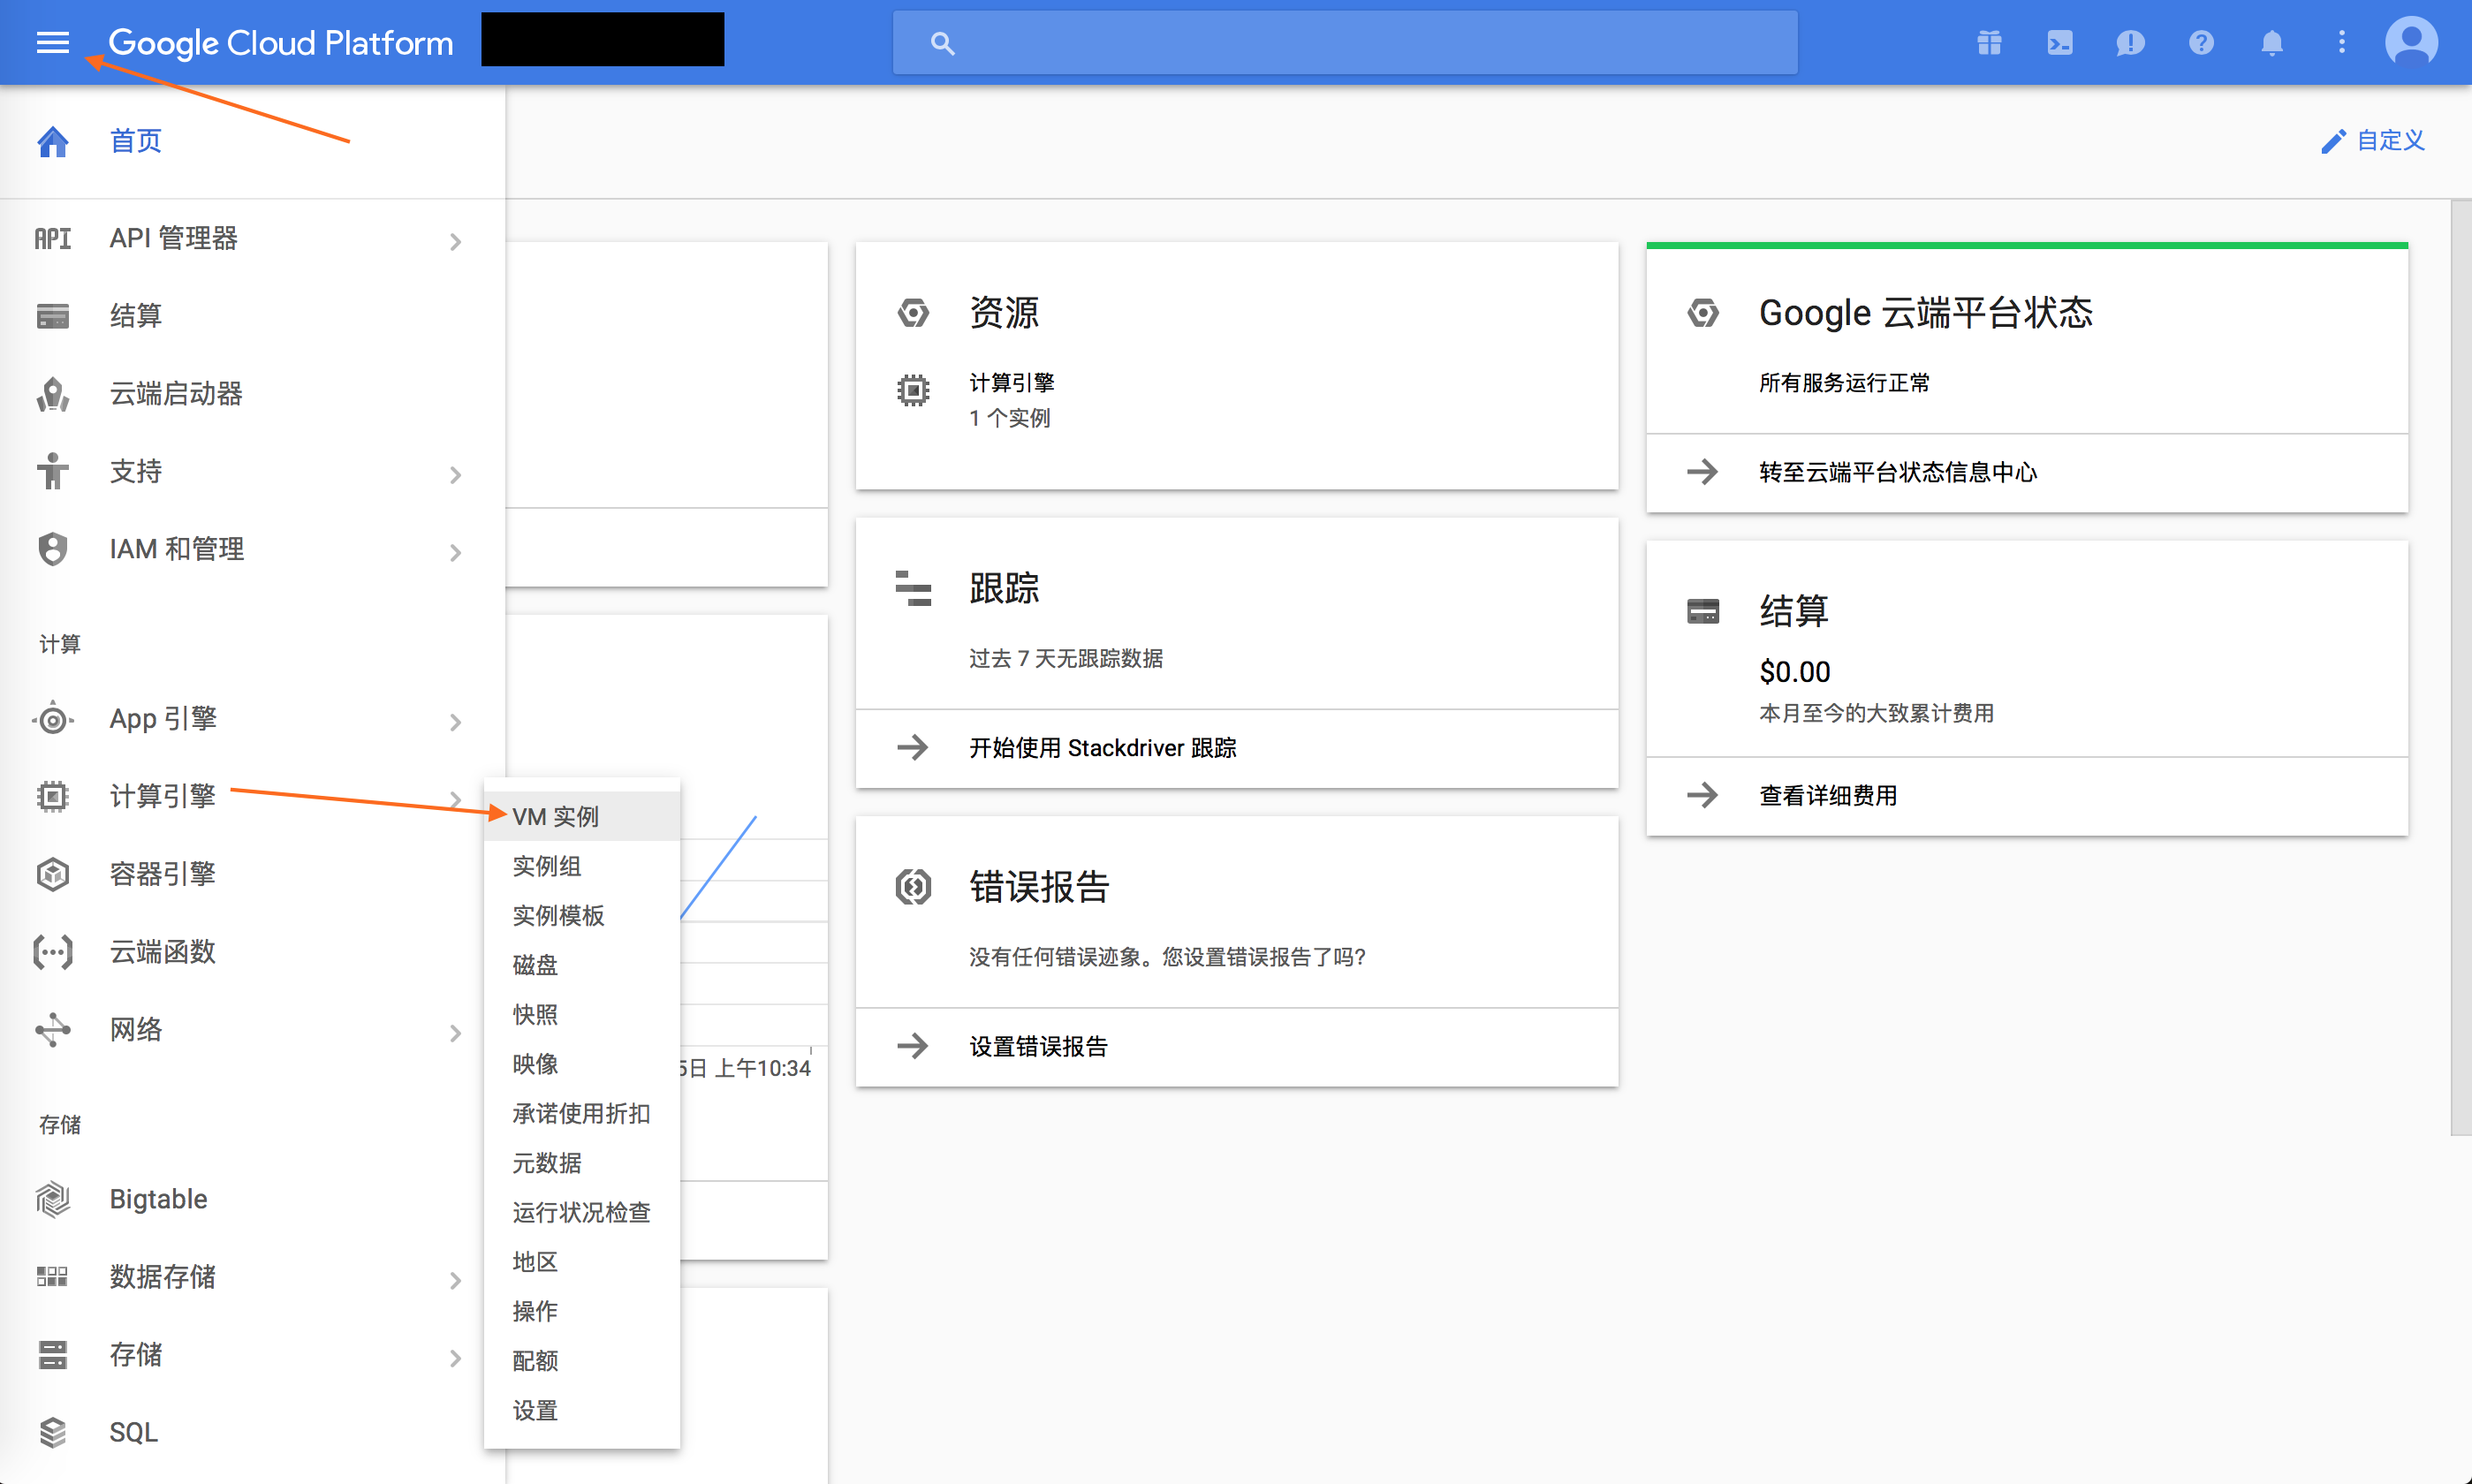 Google Cloud Platform
首页
自定义
API API 管理器
结算
云端启动器
支持
IAM 和管理
计算
App 引擎
计算引擎
容器引擎
云端函数
网络
存储
Bigtable
数据存储
存储
SQL
VM 实例
实例组
实例模板
磁盘
快照
映像
承诺使用折扣
元数据
运行状况检查
地区
操作
配额
设置
5日 上午10:34
资源
计算引擎
1 个实例
跟踪
过去 7 天无跟踪数据
开始使用 Stackdriver 跟踪
错误报告
没有任何错误迹象。您设置错误报告了吗?
设置错误报告
Google 云端平台状态
所有服务运行正常
转至云端平台状态信息中心
结算
$0.00
本月至今的大致累计费用
查看详细费用